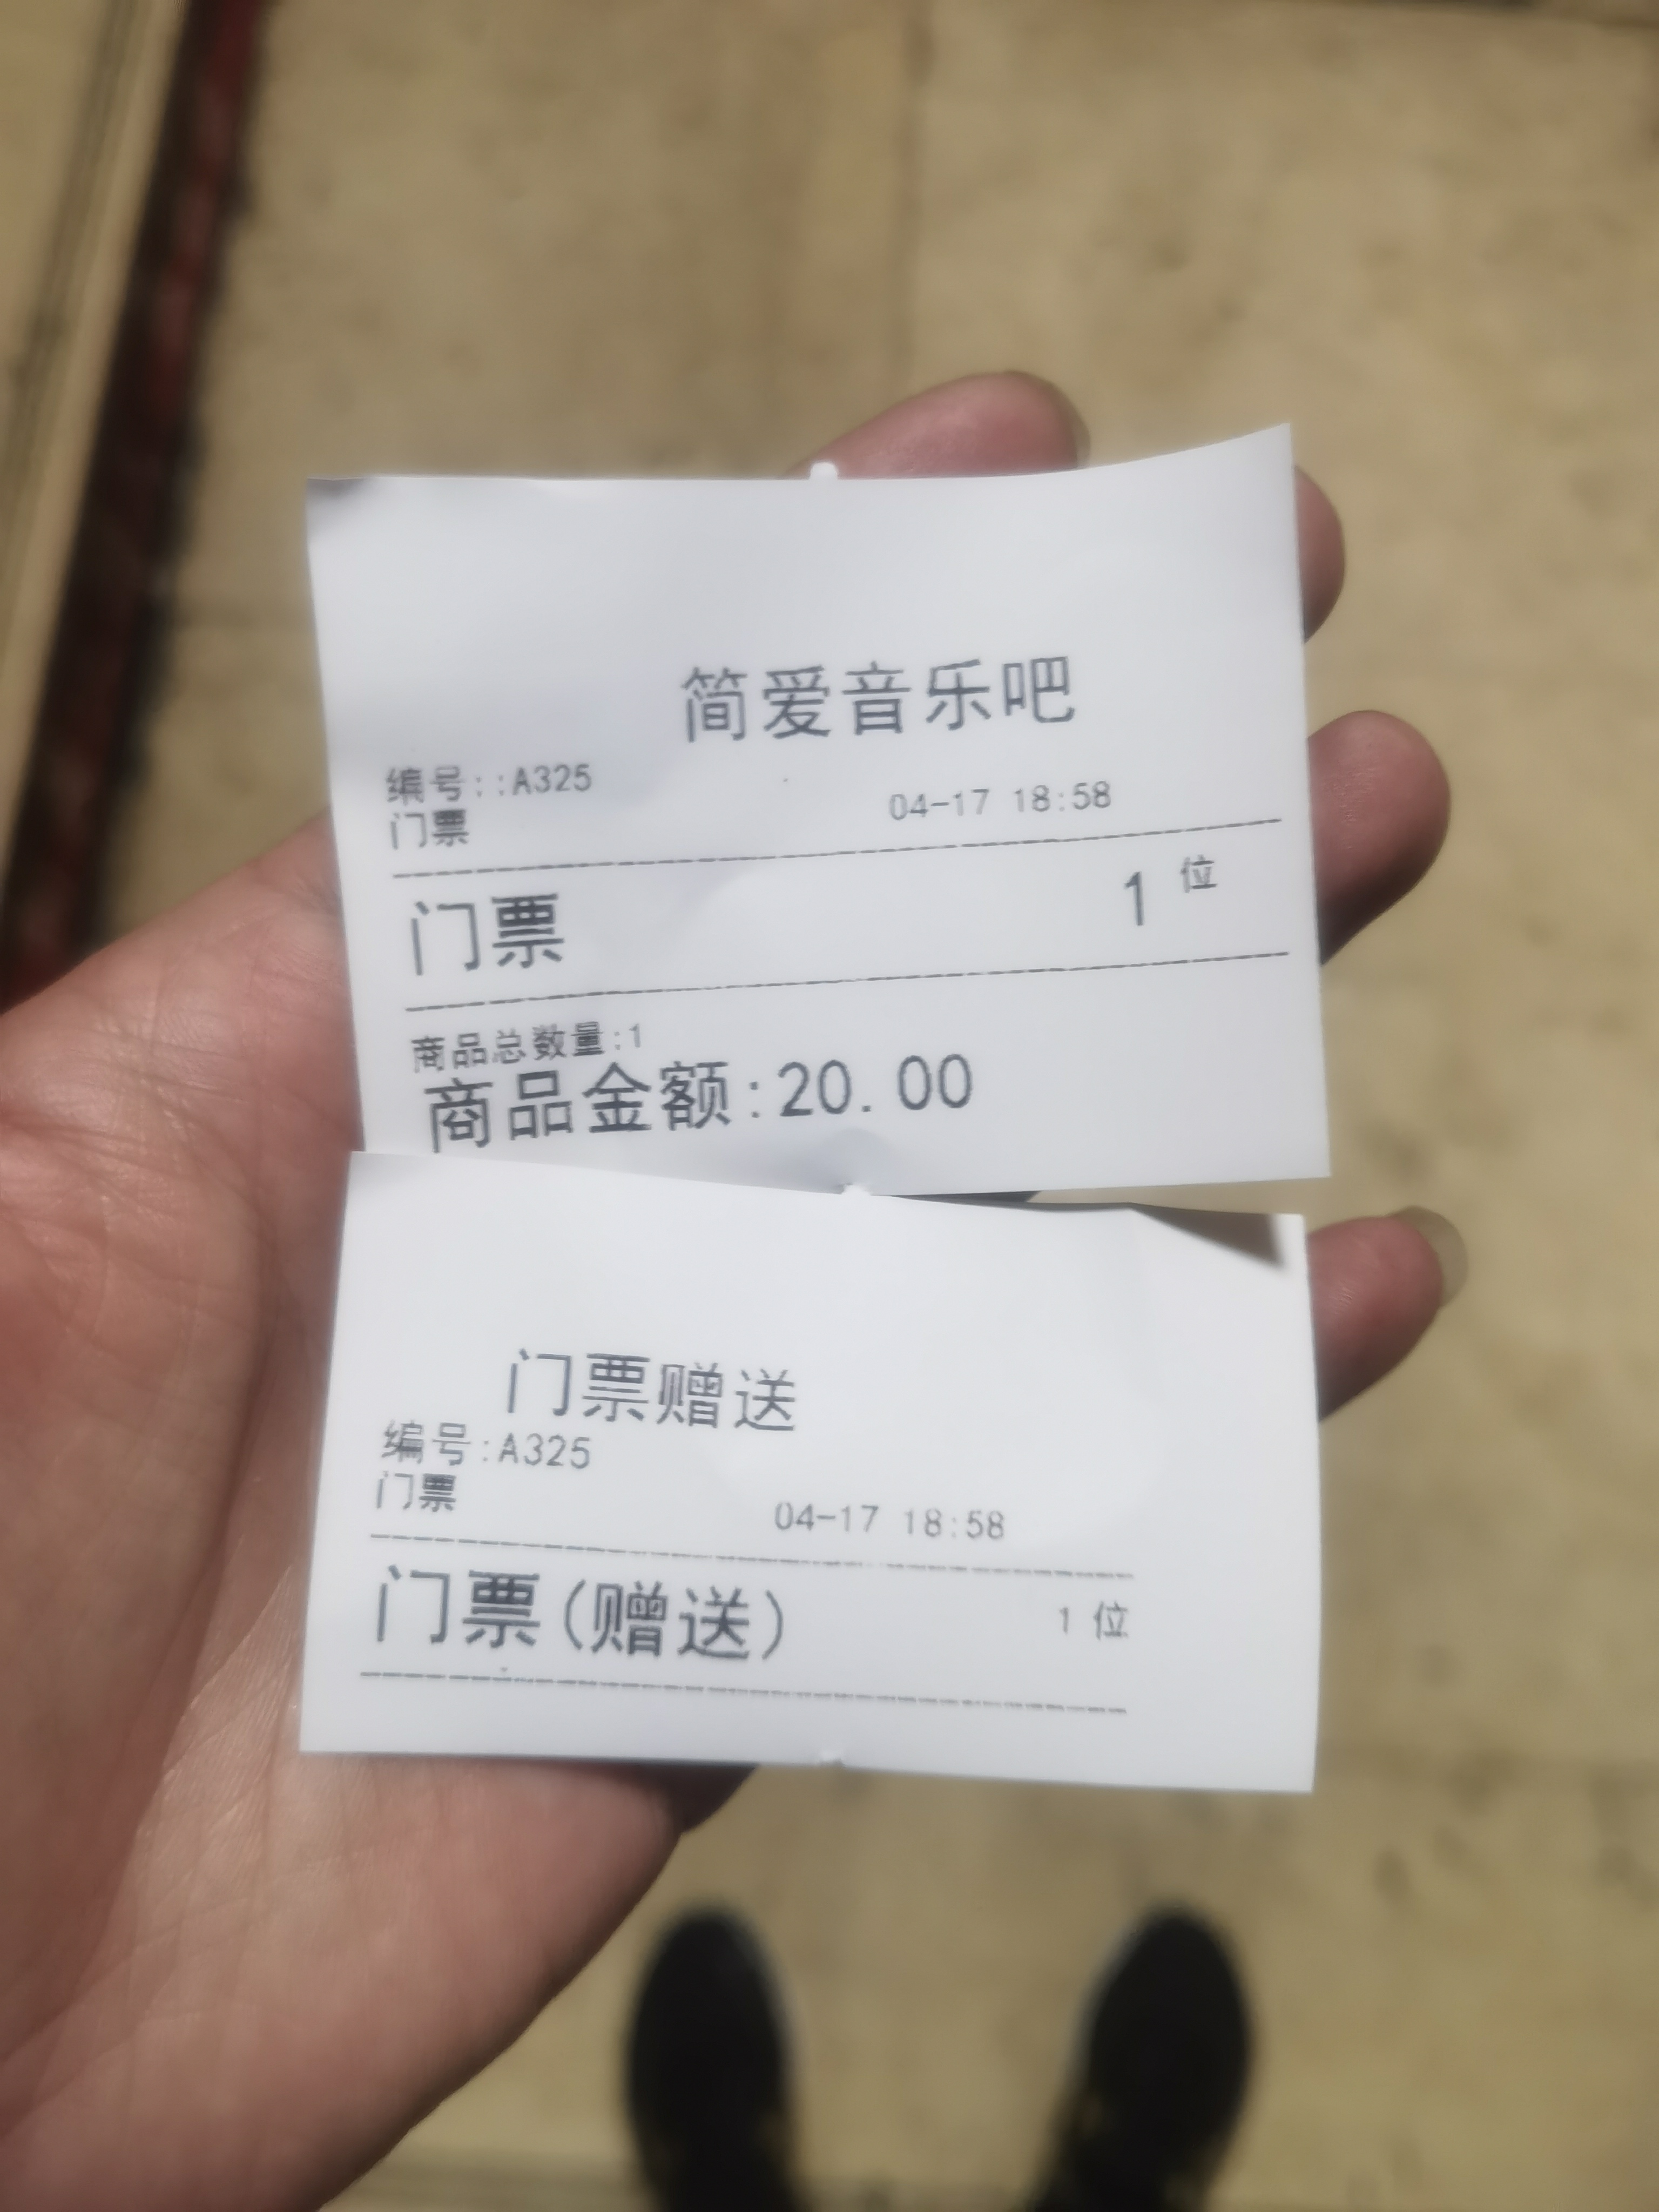 简爱音乐吧
编号::A325
门票 04-17 18:58
门票 1 位
商品总数量:1
商品金额:20.00
门票赠送
编号:A325
门票 04-17 18:58
门票(赠送) 1 位